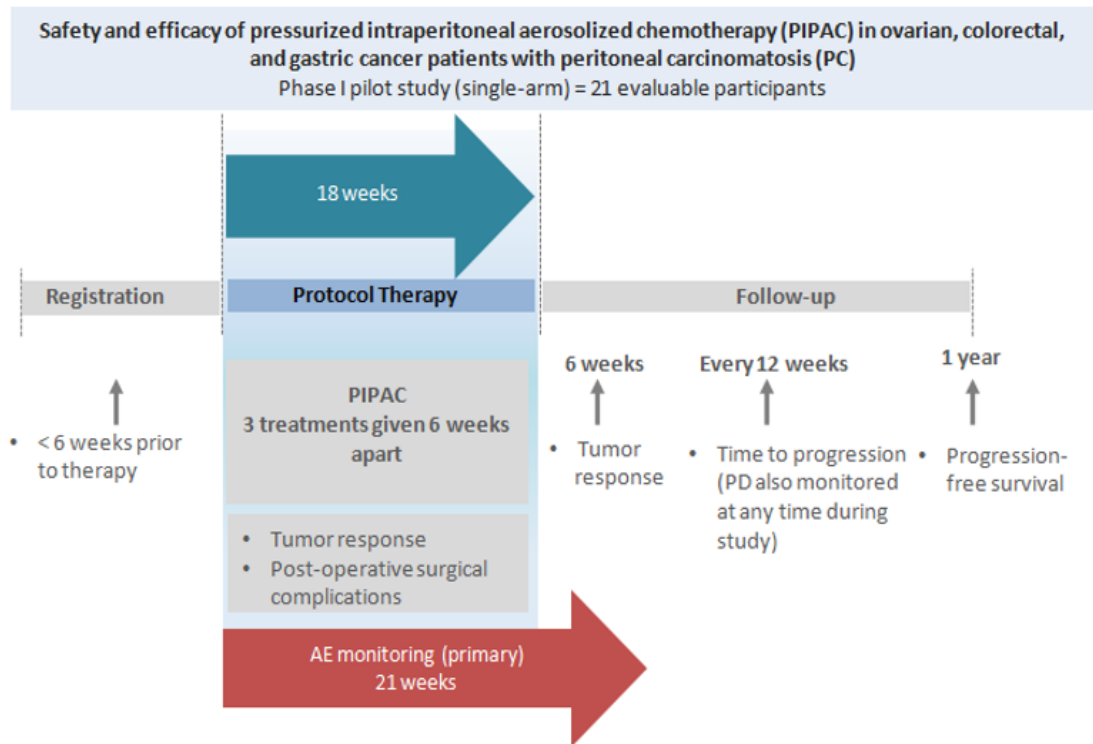 Safety and efficacy of pressurized intraperitoneal aerosolized chemotherapy (PIPAC) in ovarian, colorectal,
and gastric cancer patients with peritoneal carcinomatosis (PC)
Phase I pilot study (single-arm) = 21 evaluable participants
18 weeks
Registration
Protocol Therapy
Follow-up
• < 6 weeks prior
to therapy
PIPAC
3 treatments given 6 weeks
apart
• Tumor response
• Post-operative surgical
complications
6 weeks
• Tumor
response
Every 12 weeks
• Time to progression
(PD also monitored
at any time during
study)
1 year
• Progression-
free survival
AE monitoring (primary)
21 weeks